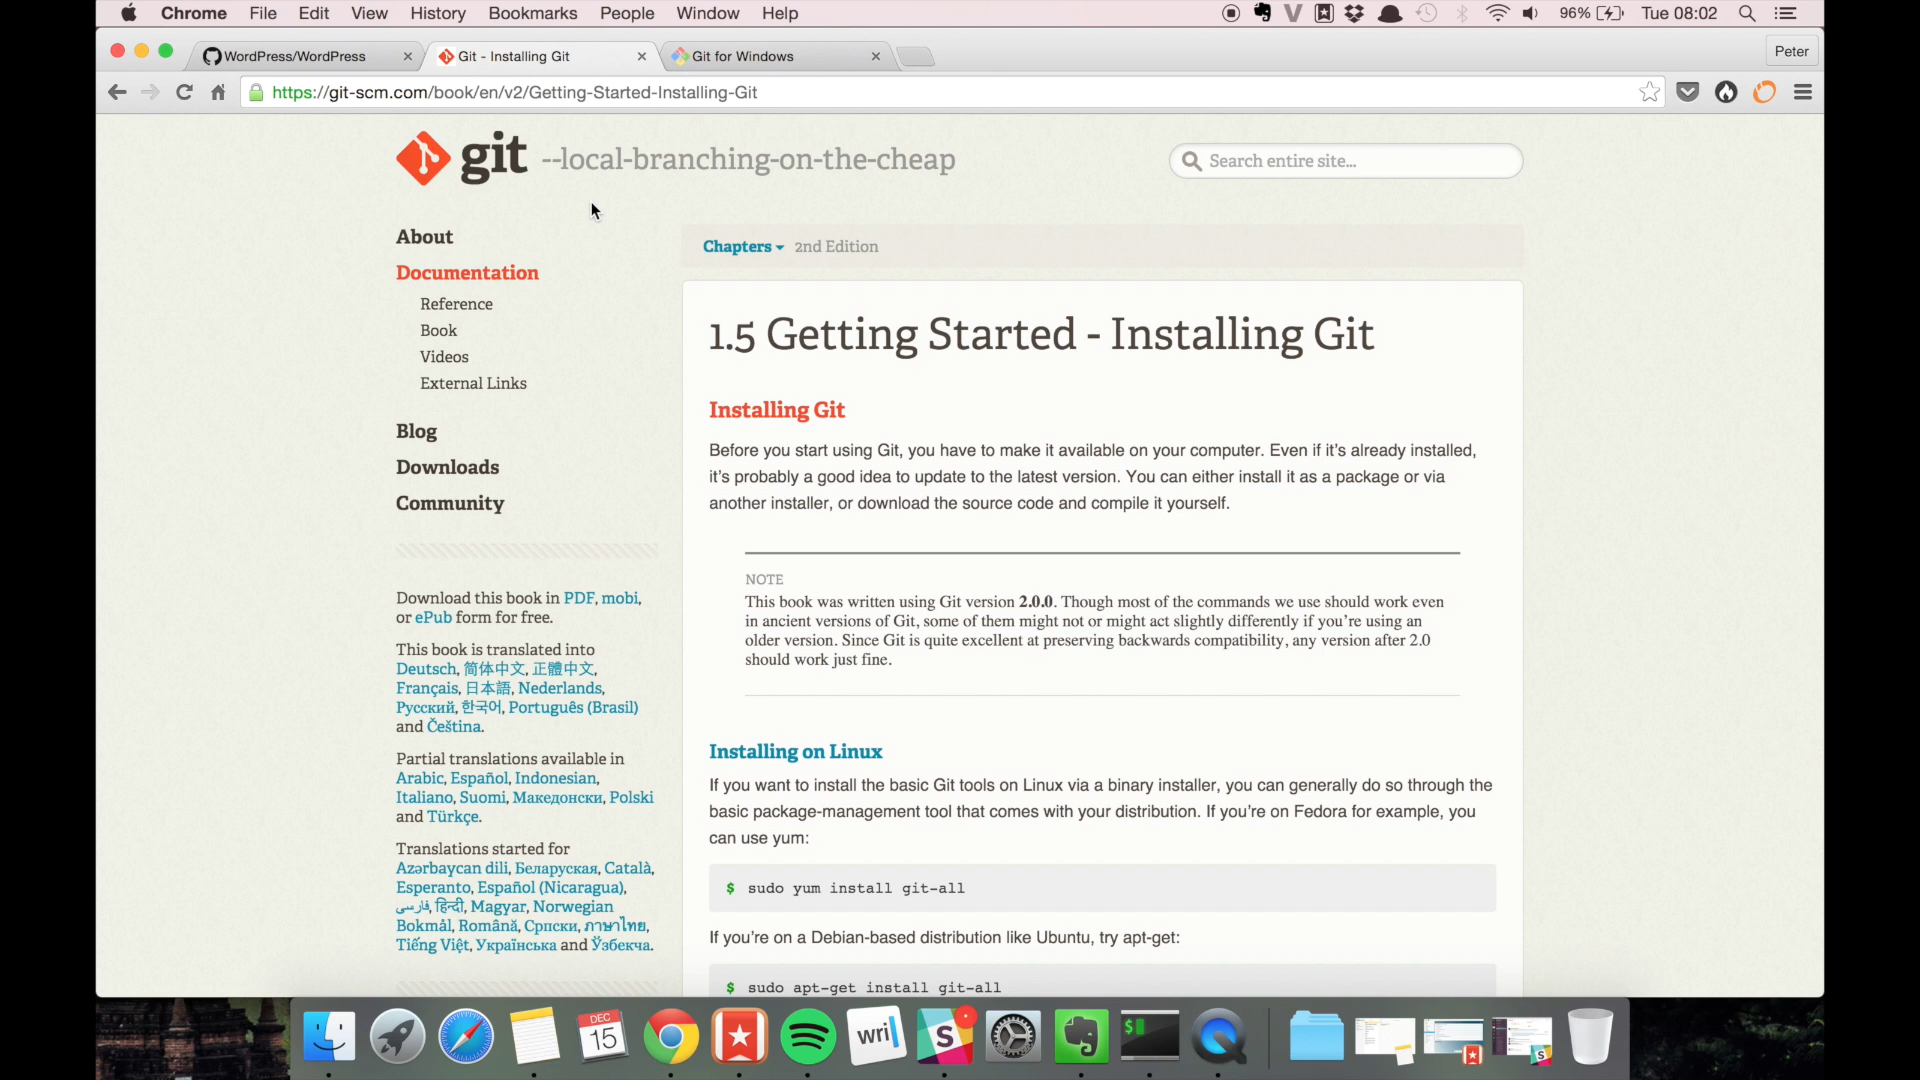 Chrome File Edit View History Bookmarks People Window Help 96% Tue 08:02
WordPress/WordPress Git - Installing Git Git for Windows Peter
https://git-scm.com/book/en/v2/Getting-Started-Installing-Git
git --local-branching-on-the-cheap
Search entire site...
About
Documentation
Reference
Book
Videos
External Links
Blog
Downloads
Community
Download this book in PDF, mobi,
or ePub form for free.
This book is translated into
Deutsch, 简体中文, 正體中文,
Français, 日本語, Nederlands,
Русский, 한국어, Português (Brasil)
and Čeština.
Partial translations available in
Arabic, Español, Indonesian,
Italiano, Suomi, Македонски, Polski
and Türkçe.
Translations started for
Azərbaycan dili, Беларуская, Català,
Esperanto, Español (Nicaragua),
فارسی, हिन्दी, Magyar, Norwegian
Bokmål, Română, Српски, ภาษาไทย,
Tiếng Việt, Українська and Ўзбекча.
Chapters 2nd Edition
1.5 Getting Started - Installing Git
Installing Git
Before you start using Git, you have to make it available on your computer. Even if it's already installed,
it's probably a good idea to update to the latest version. You can either install it as a package or via
another installer, or download the source code and compile it yourself.
NOTE
This book was written using Git version 2.0.0. Though most of the commands we use should work even
in ancient versions of Git, some of them might not or might act slightly differently if you're using an
older version. Since Git is quite excellent at preserving backwards compatibility, any version after 2.0
should work just fine.
Installing on Linux
If you want to install the basic Git tools on Linux via a binary installer, you can generally do so through the
basic package-management tool that comes with your distribution. If you're on Fedora for example, you
can use yum:
$ sudo yum install git-all
If you're on a Debian-based distribution like Ubuntu, try apt-get:
$ sudo apt-get install git-all
DEC
15
wri
S
$